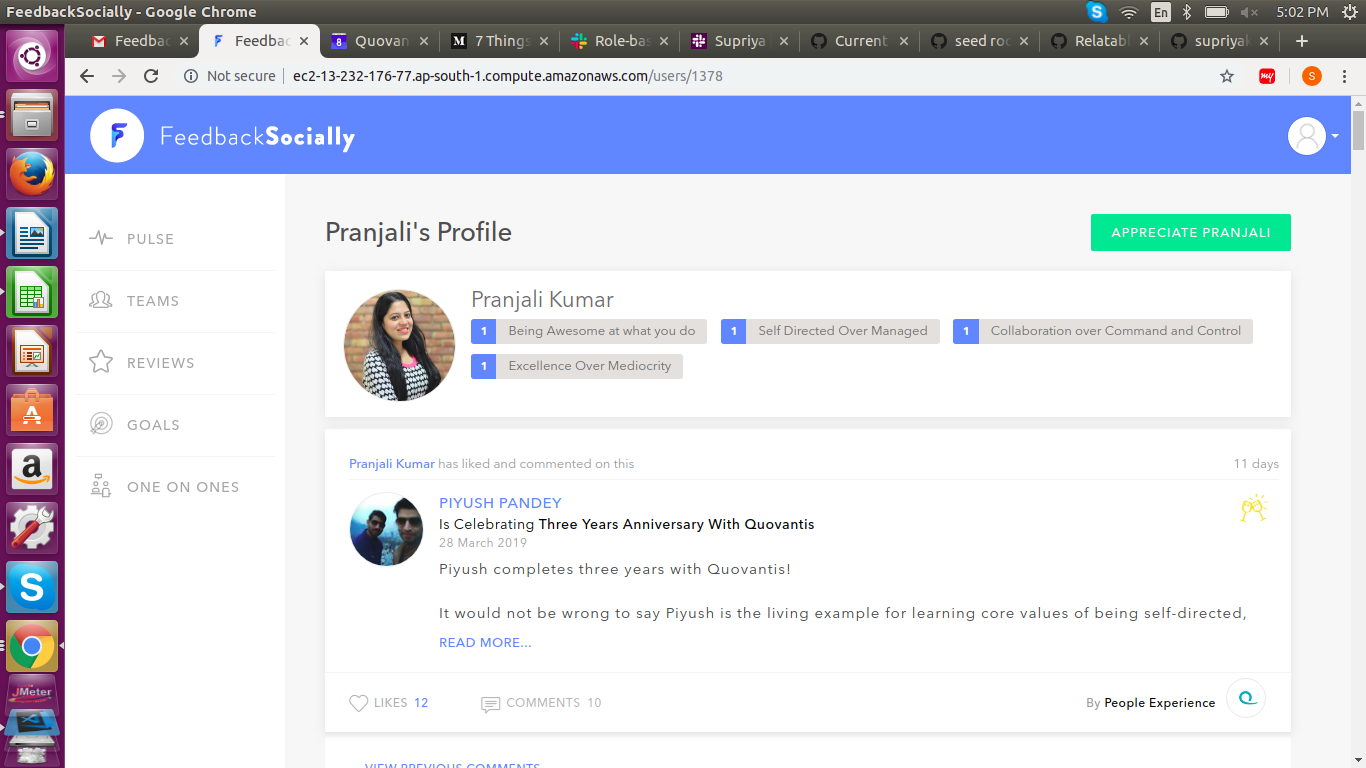 FeedbackSocially - Google Chrome
En
5:02 PM
Feedbac
Feedbac
8 Quovan
M 7 Things
Role-bas
Supriya
Current
seed roc
Relatabl
supriyak
Not secure
ec2-13-232-176-77.ap-south-1.compute.amazonaws.com/users/1378
my
S
FeedbackSocially
PULSE
TEAMS
REVIEWS
GOALS
ONE ON ONES
Pranjali's Profile
APPRECIATE PRANJALI
Pranjali Kumar
1 Being Awesome at what you do
1 Self Directed Over Managed
1 Collaboration over Command and Control
1 Excellence Over Mediocrity
Pranjali Kumar has liked and commented on this
11 days
PIYUSH PANDEY
Is Celebrating Three Years Anniversary With Quovantis
28 March 2019
Piyush completes three years with Quovantis!
It would not be wrong to say Piyush is the living example for learning core values of being self-directed,
READ MORE...
LIKES 12
COMMENTS 10
By People Experience
VIEW PREVIOUS COMMENTS
JMeter